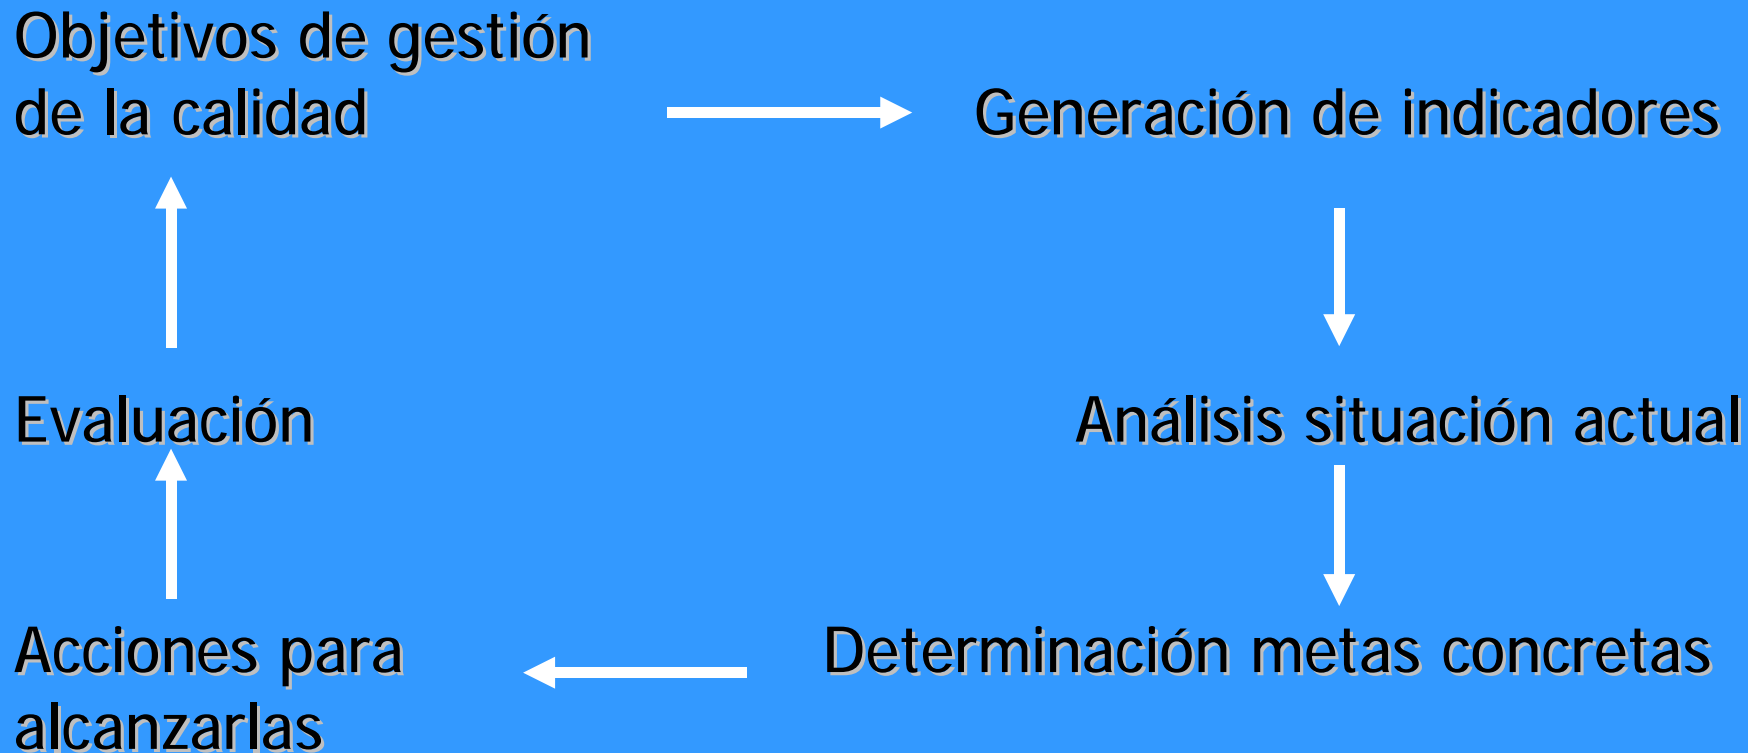 Objetivos de gestión
de la calidad
Generación de indicadores
Evaluación
Análisis situación actual
Acciones para
alcanzarlas
Determinación metas concretas